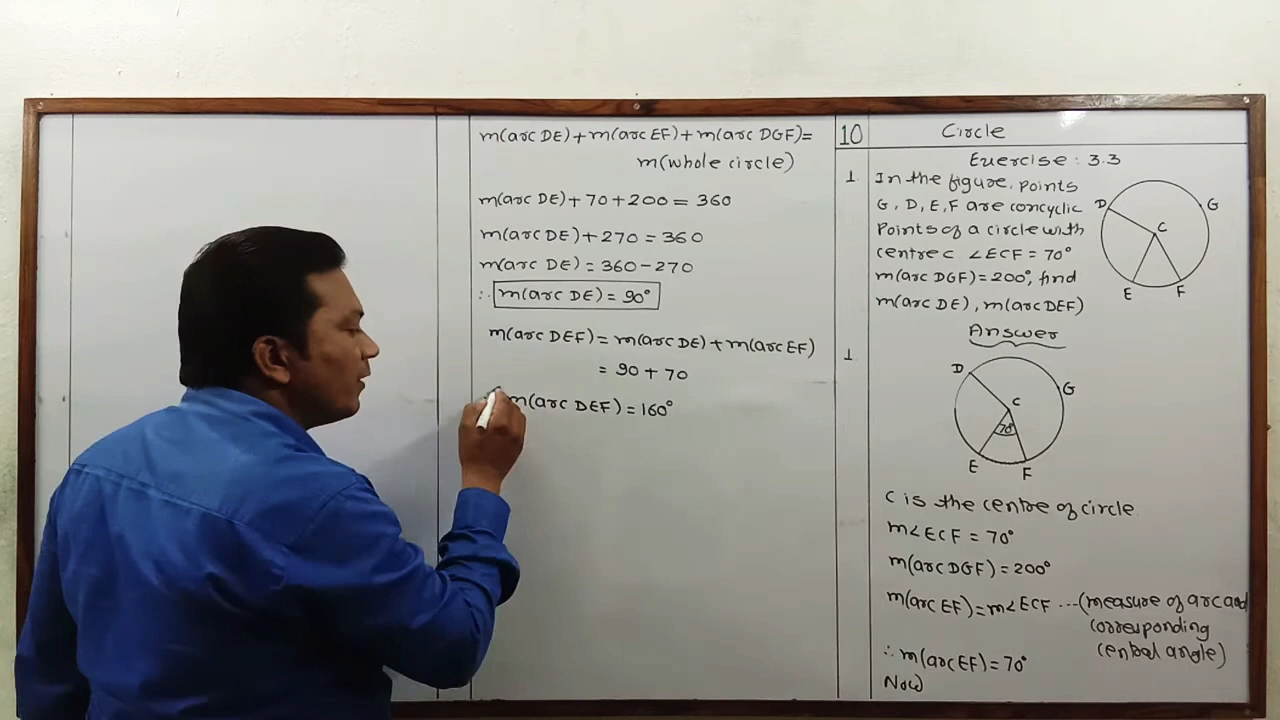 10 Circle
Exercise : 3.3
1 In the figure, points
G, D, E, F are concyclic
Points of a circle with
centre C ∠ECF = 70°
m(arc DGF) = 200°, find
m(arc DE), m(arc DEF)
D
G
C
E
F
Answer
1
D
G
C
70°
E
F
C is the centre of circle
m∠ECF = 70°
m(arc DGF) = 200°
m(arc EF) = m∠ECF ---(measure of arc and
corresponding
central angle)
∴ m(arc EF) = 70°
Now
m(arc DE) + m(arc EF) + m(arc DGF) =
m(whole circle)
m(arc DE) + 70 + 200 = 360
m(arc DE) + 270 = 360
m(arc DE) = 360 - 270
∴ m(arc DE) = 90°
m(arc DEF) = m(arc DE) + m(arc EF)
= 90 + 70
m(arc DEF) = 160°